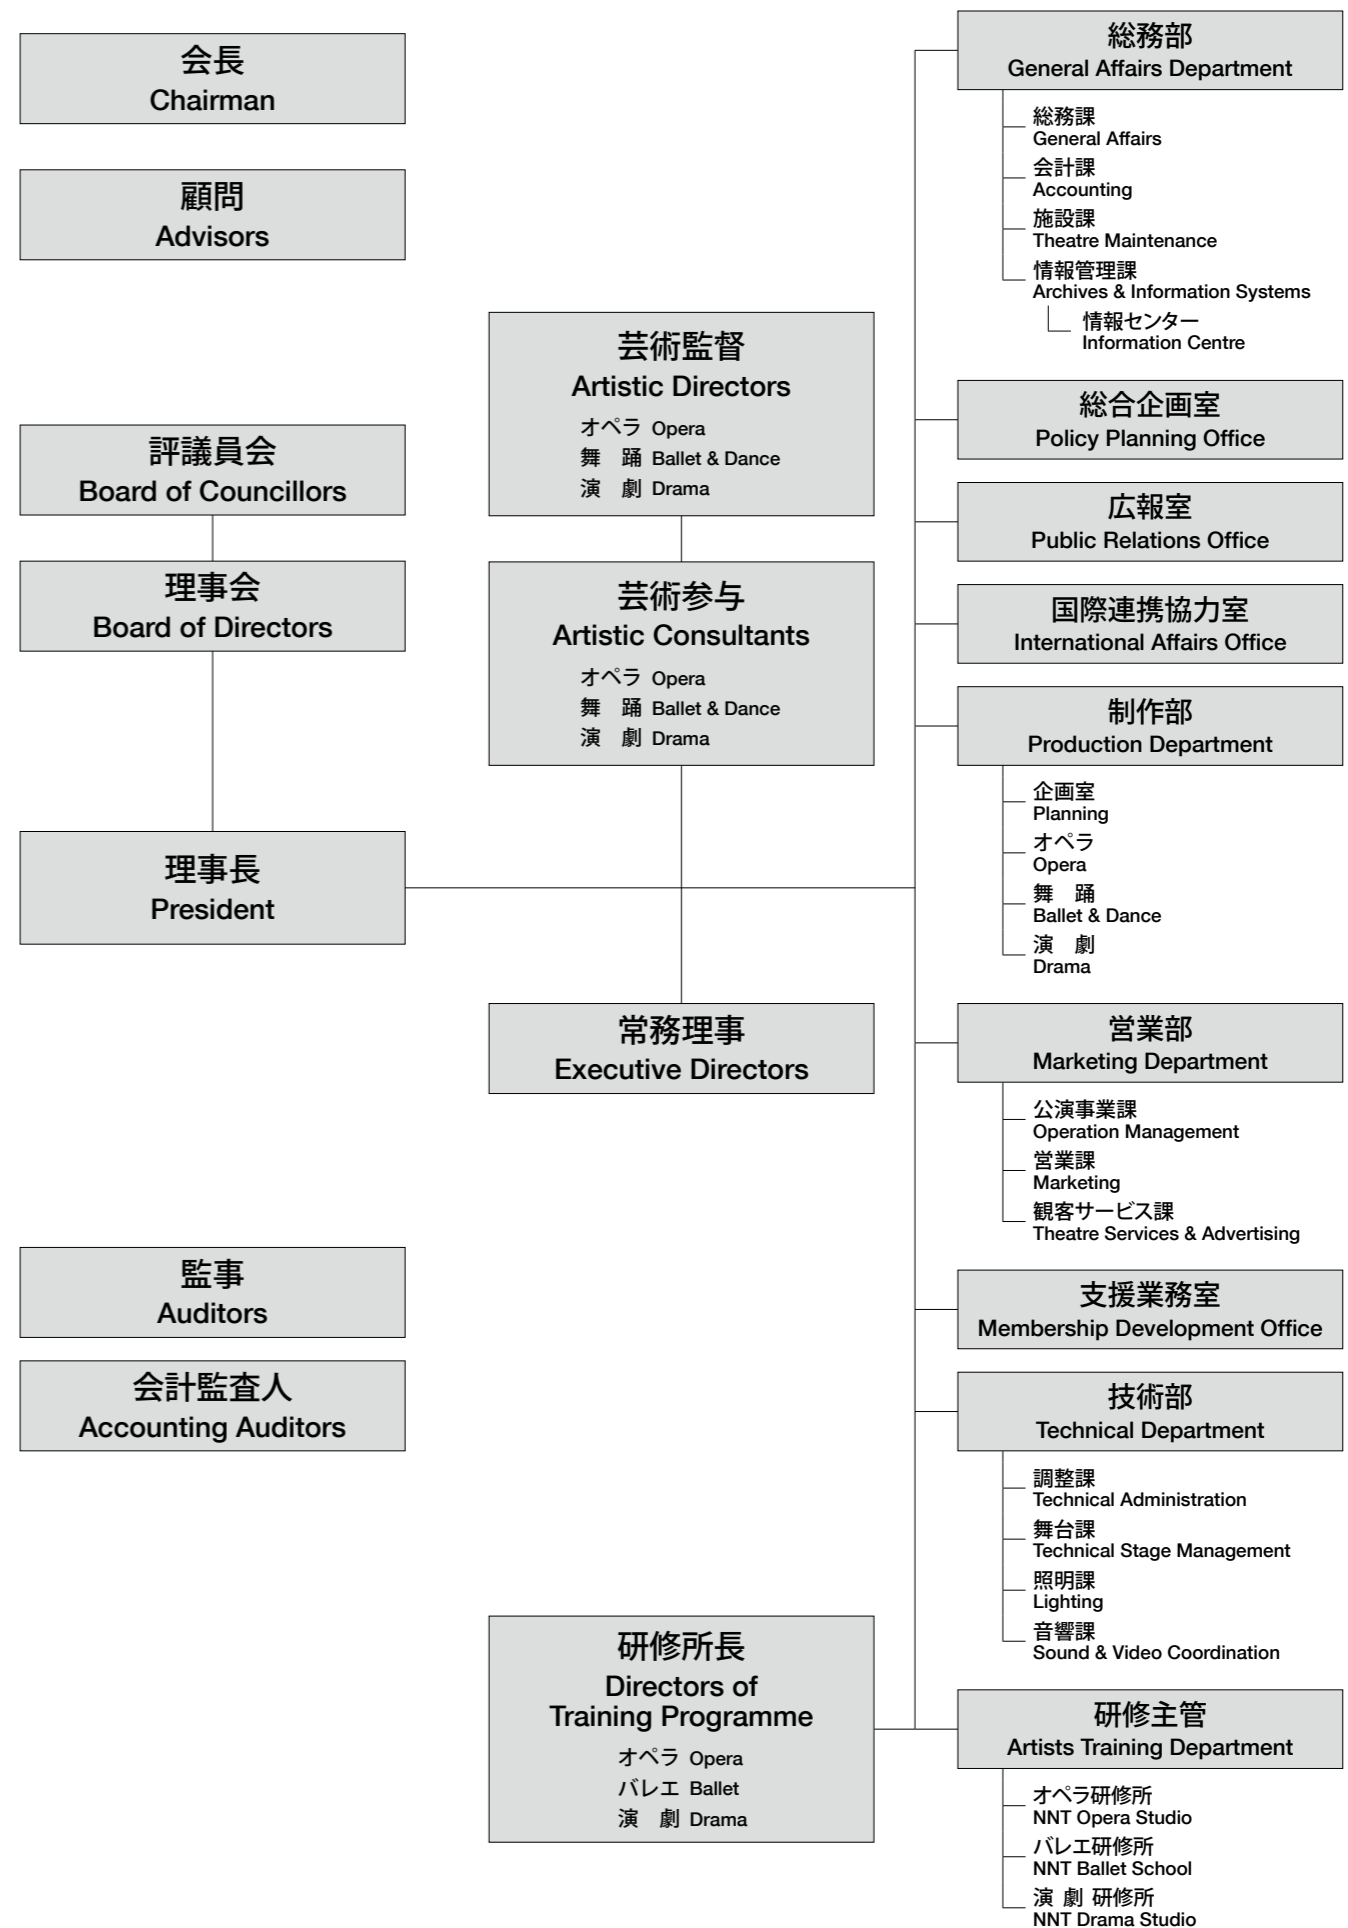 会長
Chairman
顧問
Advisors
評議員会
Board of Councillors
理事会
Board of Directors
理事長
President
監事
Auditors
会計監査人
Accounting Auditors
芸術監督
Artistic Directors
オペラ Opera
舞 踊 Ballet & Dance
演 劇 Drama
芸術参与
Artistic Consultants
オペラ Opera
舞 踊 Ballet & Dance
演 劇 Drama
常務理事
Executive Directors
研修所長
Directors of
Training Programme
オペラ Opera
バレエ Ballet
演 劇 Drama
総務部
General Affairs Department
総務課
General Affairs
会計課
Accounting
施設課
Theatre Maintenance
情報管理課
Archives & Information Systems
情報センター
Information Centre
総合企画室
Policy Planning Office
広報室
Public Relations Office
国際連携協力室
International Affairs Office
制作部
Production Department
企画室
Planning
オペラ
Opera
舞 踊
Ballet & Dance
演 劇
Drama
営業部
Marketing Department
公演事業課
Operation Management
営業課
Marketing
観客サービス課
Theatre Services & Advertising
支援業務室
Membership Development Office
技術部
Technical Department
調整課
Technical Administration
舞台課
Technical Stage Management
照明課
Lighting
音響課
Sound & Video Coordination
研修主管
Artists Training Department
オペラ研修所
NNT Opera Studio
バレエ研修所
NNT Ballet School
演 劇 研修所
NNT Drama Studio